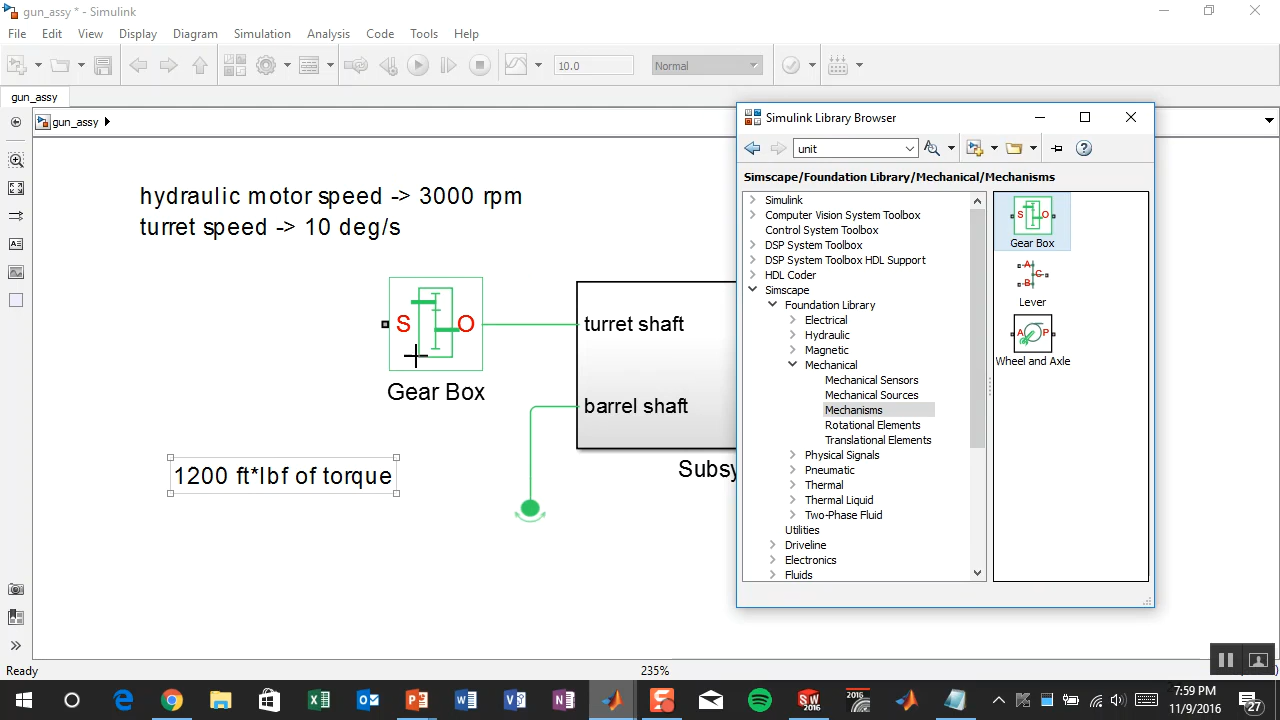 gun_assy * - Simulink
File Edit View Display Diagram Simulation Analysis Code Tools Help
10.0 Normal
gun_assy
gun_assy
hydraulic motor speed -> 3000 rpm
turret speed -> 10 deg/s
S O
Gear Box
turret shaft
barrel shaft
Subsy
1200 ft*lbf of torque
Simulink Library Browser
unit
Simscape/Foundation Library/Mechanical/Mechanisms
Simulink
Computer Vision System Toolbox
Control System Toolbox
DSP System Toolbox
DSP System Toolbox HDL Support
HDL Coder
Simscape
Foundation Library
Electrical
Hydraulic
Magnetic
Mechanical
Mechanical Sensors
Mechanical Sources
Mechanisms
Rotational Elements
Translational Elements
Physical Signals
Pneumatic
Thermal
Thermal Liquid
Two-Phase Fluid
Utilities
Driveline
Electronics
Fluids
S O
Gear Box
A C
B
Lever
A P
Wheel and Axle
Ready 235%
7:59 PM
11/9/2016
27